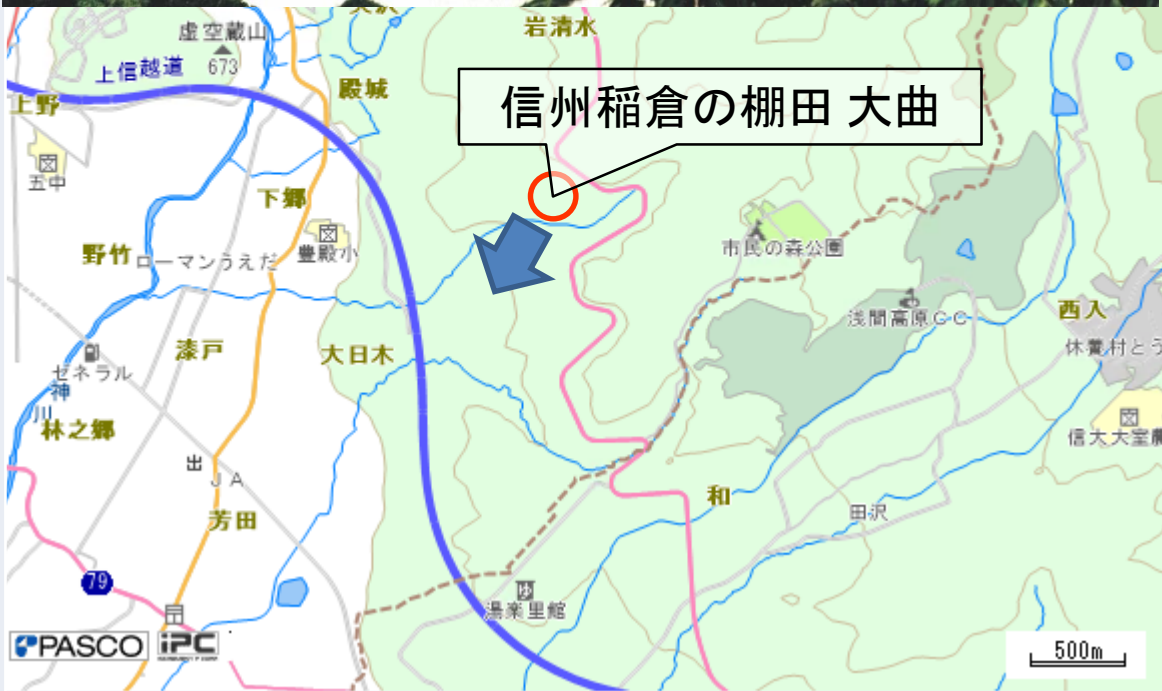 虚空蔵山
673
岩清水
上信越道
上野
殿城
信州稲倉の棚田 大曲
五中
下郷
豊殿小
野竹
ローマンうえだ
市民の森公園
浅間高原GC
西入
漆戸
大日木
休養村とう
ゼネラル
神川
林之郷
信大大室農
出
JA
和
田沢
芳田
79
ゆ
湯楽里館
PASCO
iPC
500m